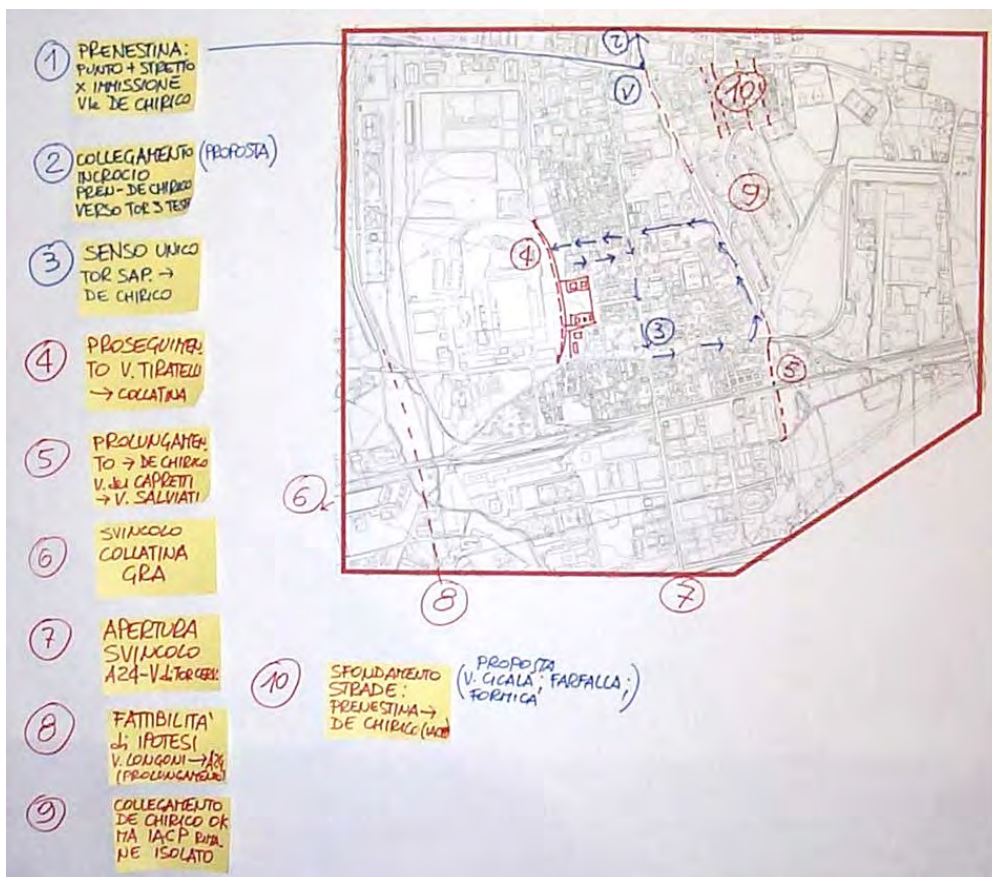 1
PRENESTINA:
PUNTO + STRETTO
X IMMISSIONE
Vle DE CHIRICO
2
COLLEGAMENTO (PROPOSTA)
INCROCIO
PREN-DE CHIRICO
VERSO TOR 3 TESTE
3
SENSO UNICO
TOR SAP. →
DE CHIRICO
4
PROSEGUIMEN-
TO V. TIRATELLI
→ COLLATINA
5
PROLUNGAMEN-
TO → DE CHIRICO
V. dei CAPRETTI
→ V. SALVIATI
6
SVINCOLO
COLLATINA
GRA
7
APERTURA
SVINCOLO
A24-V. di TOR CERV.
8
FATTIBILITA'
di IPOTESI
V. LONGONI → A24
(PROLUNGAMENTO)
9
COLLEGAMENTO
DE CHIRICO OK
MA IACP RIMA-
NE ISOLATO
10
SFONDAMENTO
STRADE:
PRENESTINA →
DE CHIRICO (IACP)
PROPOSTA
(V. CICALA; FARFALLA;
FORMICA)
2
V
10
9
4
3
5
6
8
7